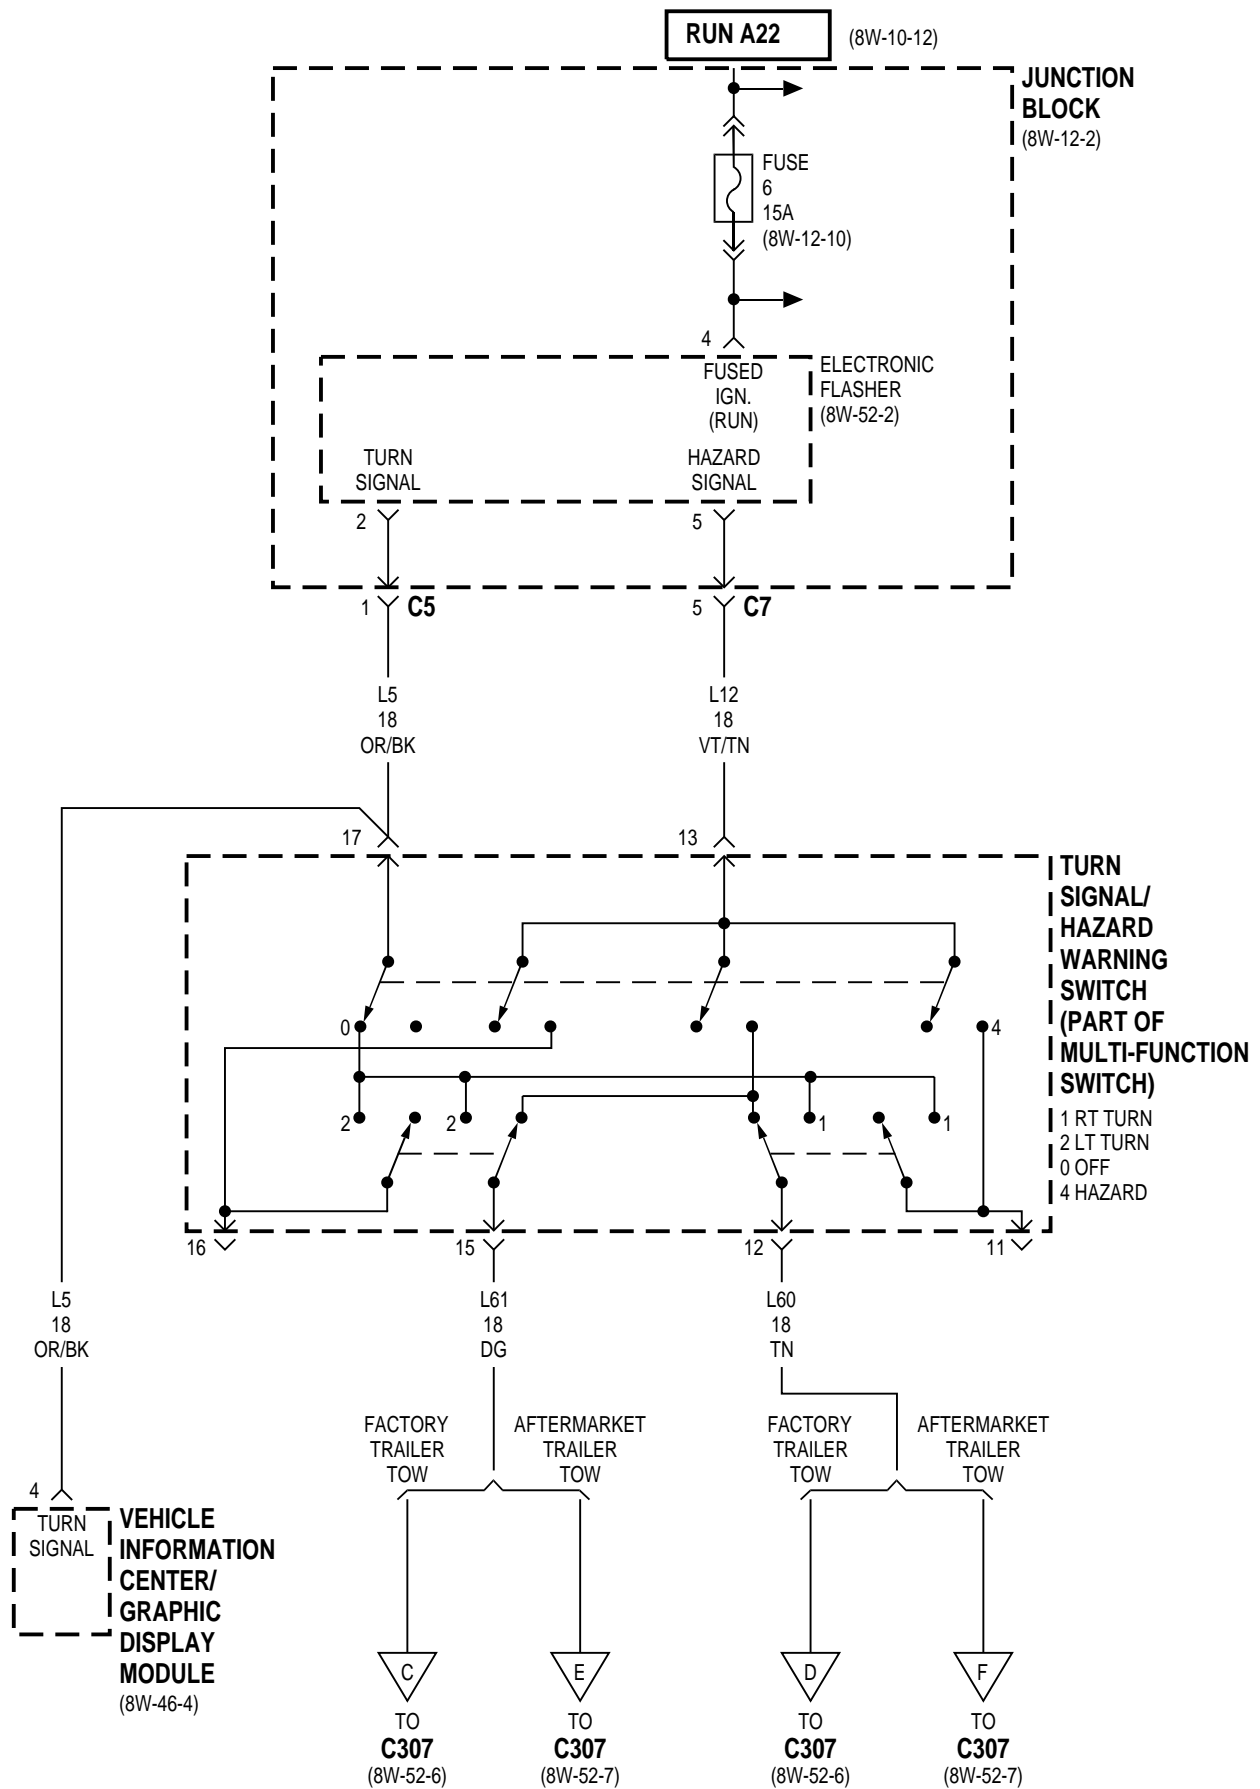 RUN A22
(8W-10-12)
JUNCTION
BLOCK
(8W-12-2)
FUSE
6
15A
(8W-12-10)
4
FUSED
IGN.
(RUN)
ELECTRONIC
FLASHER
(8W-52-2)
TURN
SIGNAL
HAZARD
SIGNAL
2
5
1
C5
5
C7
L5
18
OR/BK
L12
18
VT/TN
17
13
TURN
SIGNAL/
HAZARD
WARNING
SWITCH
(PART OF
MULTI-FUNCTION
SWITCH)
1 RT TURN
2 LT TURN
0 OFF
4 HAZARD
0
4
2
2
1
1
16
15
12
11
L5
18
OR/BK
L61
18
DG
L60
18
TN
FACTORY
TRAILER
TOW
AFTERMARKET
TRAILER
TOW
FACTORY
TRAILER
TOW
AFTERMARKET
TRAILER
TOW
4
TURN
SIGNAL
VEHICLE
INFORMATION
CENTER/
GRAPHIC
DISPLAY
MODULE
(8W-46-4)
C
E
D
F
TO
C307
(8W-52-6)
TO
C307
(8W-52-7)
TO
C307
(8W-52-6)
TO
C307
(8W-52-7)